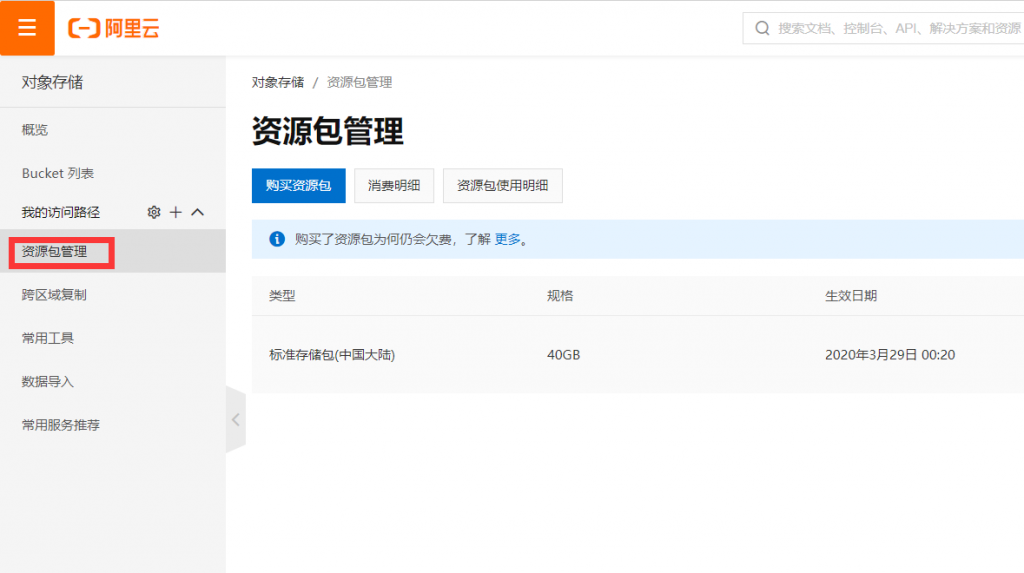 阿里云
搜索文档、控制台、API、解决方案和资源
对象存储
概览
Bucket 列表
我的访问路径
资源包管理
跨区域复制
常用工具
数据导入
常用服务推荐
对象存储 / 资源包管理
资源包管理
购买资源包 消费明细 资源包使用明细
购买了资源包为何仍会欠费，了解 更多。
类型 规格 生效日期
标准存储包(中国大陆) 40GB 2020年3月29日 00:20